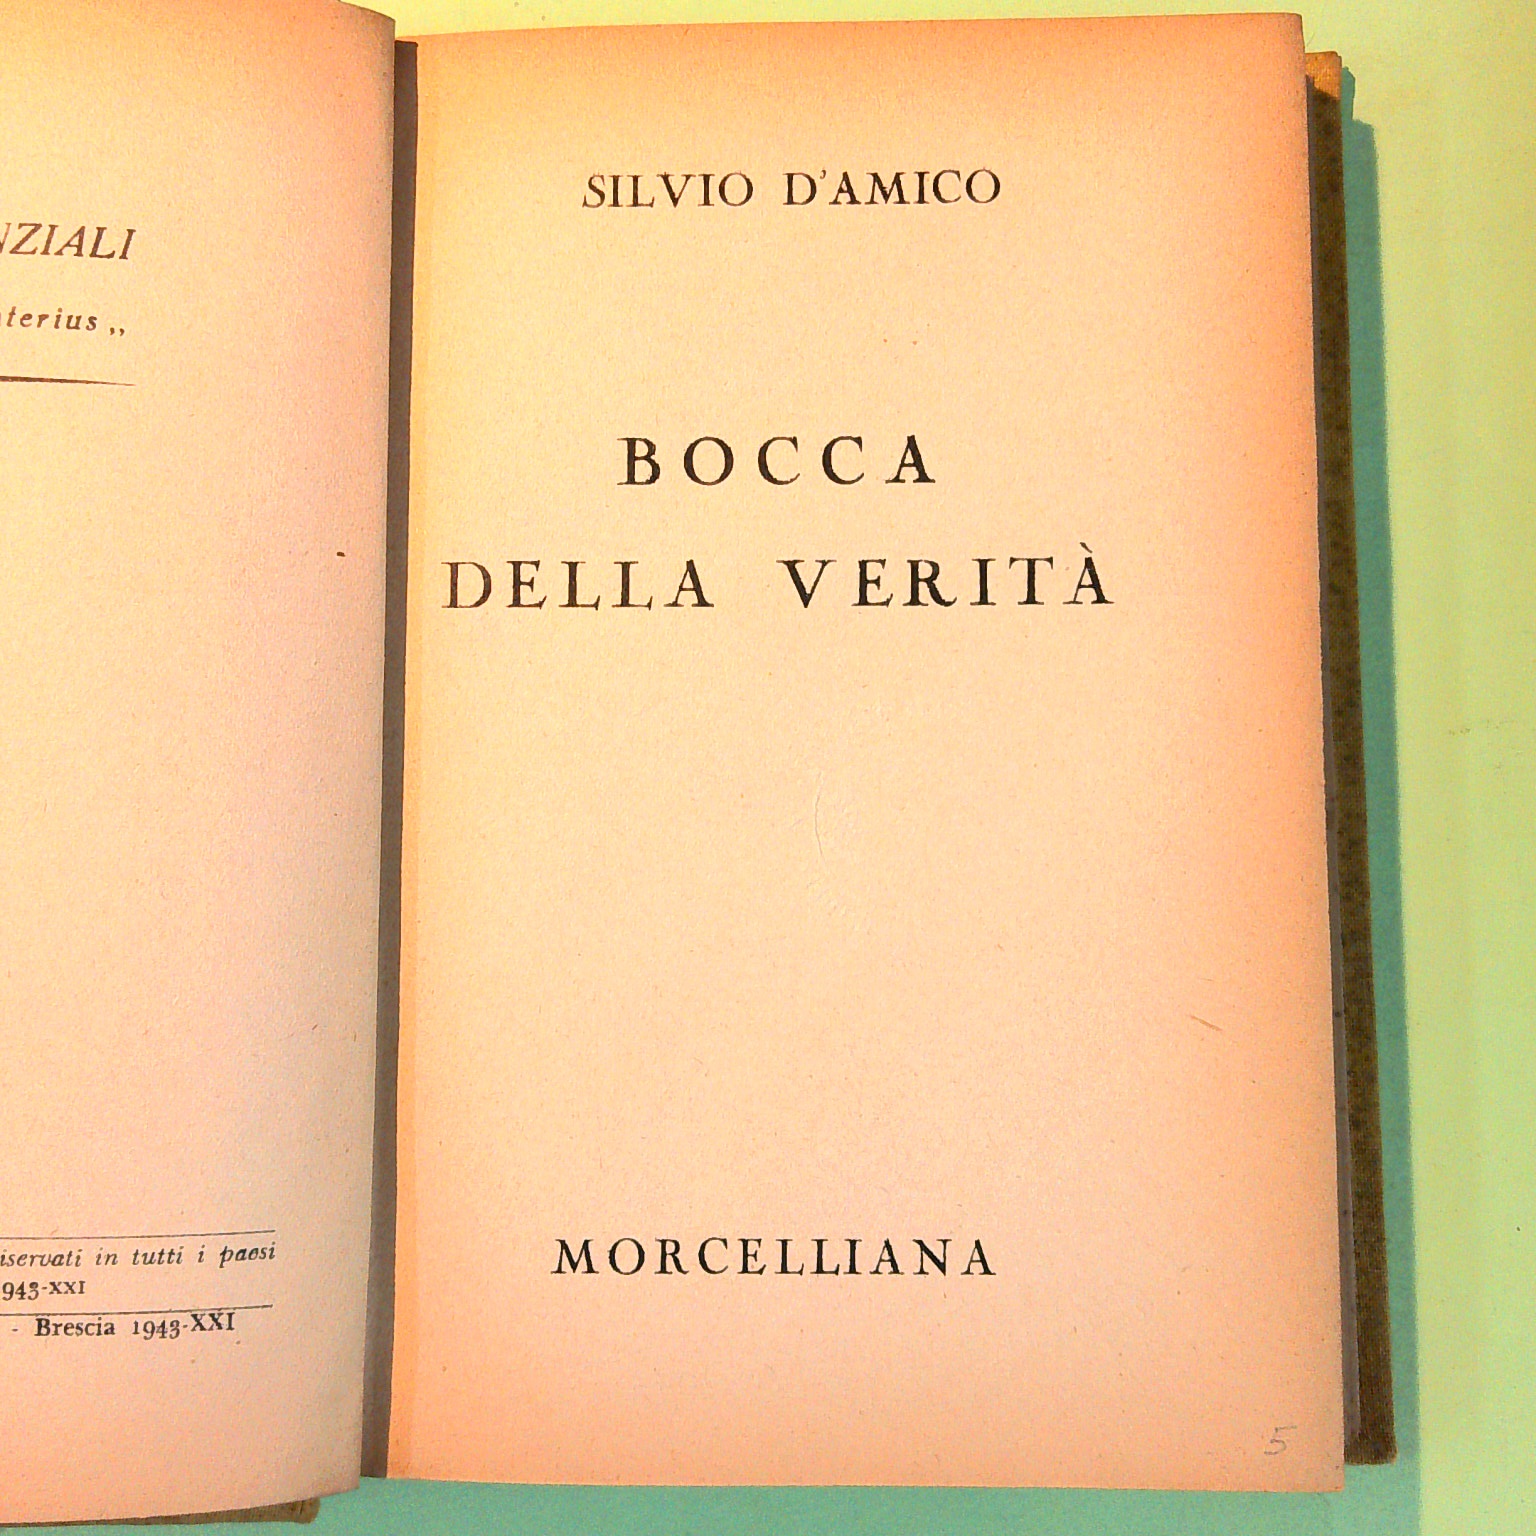 NZIALI
terius „
iservati in tutti i paesi
943-XXI
- Brescia 1943-XXI
SILVIO D'AMICO
BOCCA
DELLA VERITÀ
MORCELLIANA
5